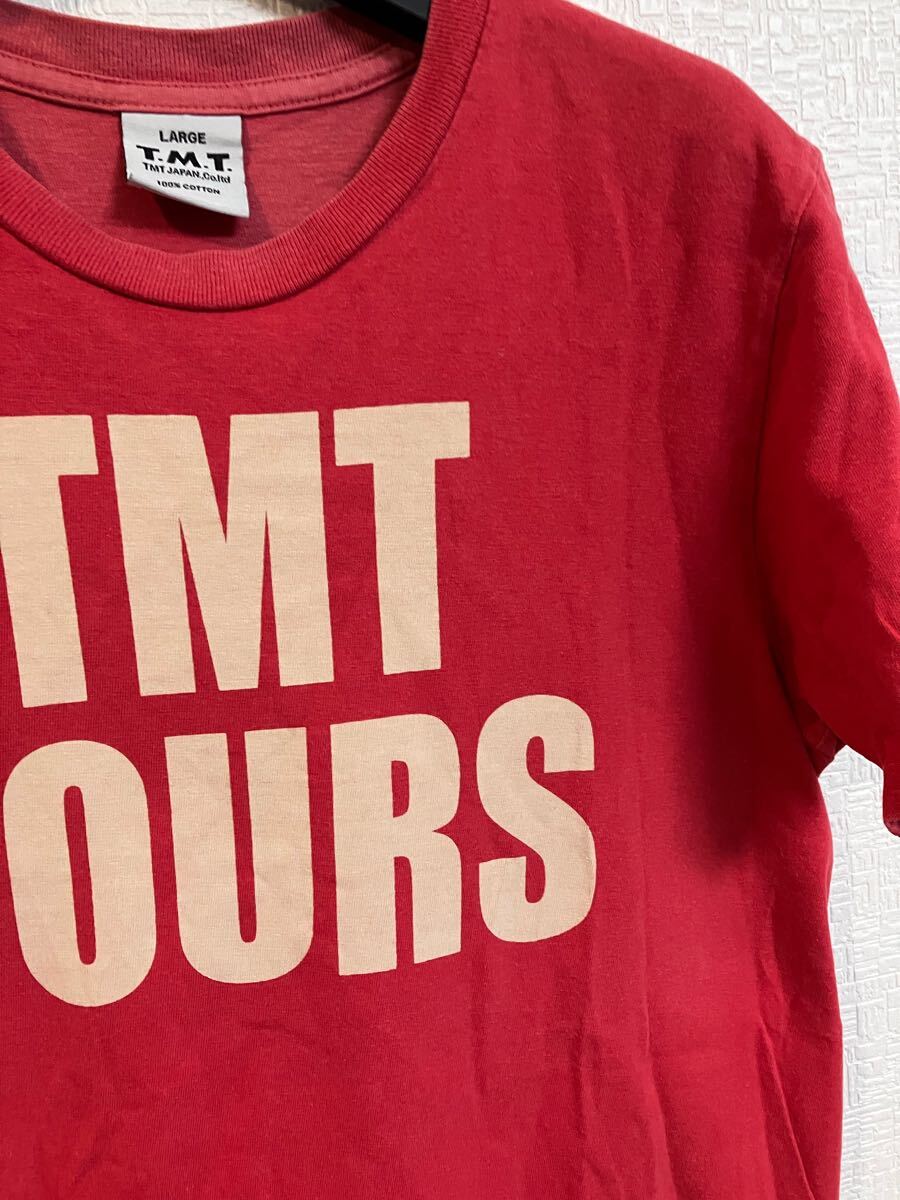 LARGE
T.M.T.
TMT JAPAN.,Co.ltd
100% COTTON
TMT
OURS